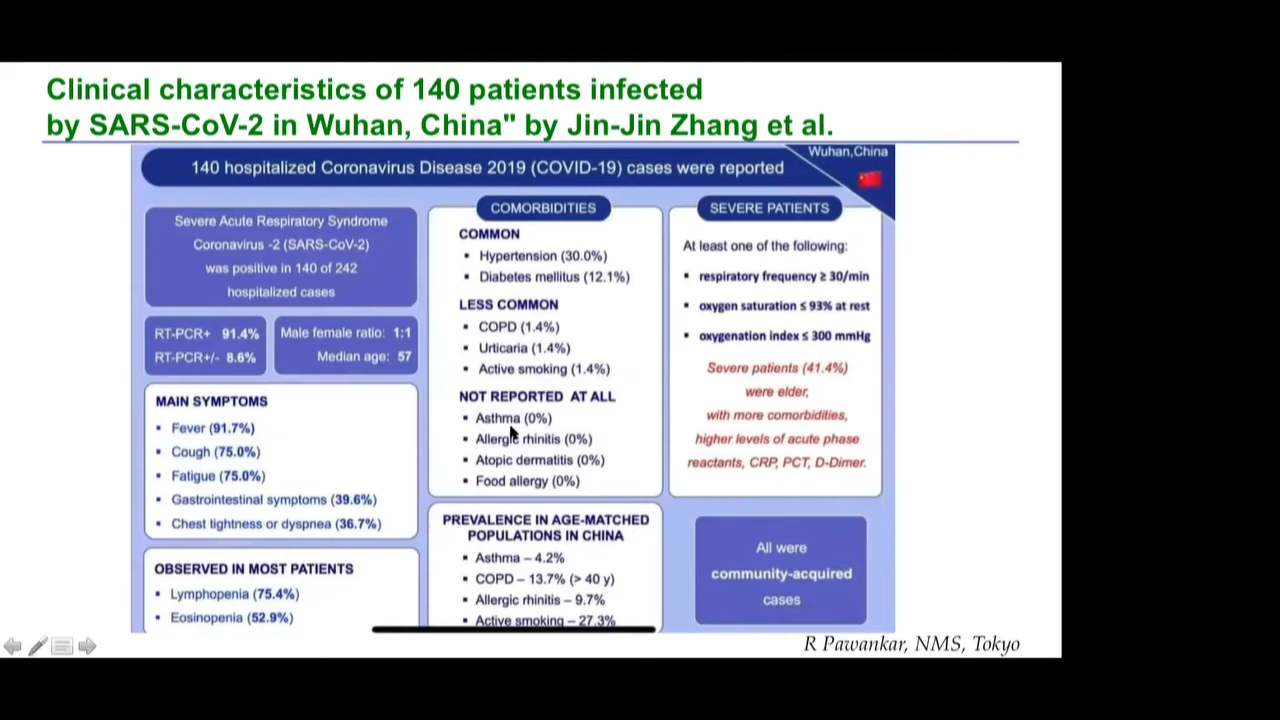 Clinical characteristics of 140 patients infected
by SARS-CoV-2 in Wuhan, China" by Jin-Jin Zhang et al.
140 hospitalized Coronavirus Disease 2019 (COVID-19) cases were reported
Wuhan,China
Severe Acute Respiratory Syndrome
Coronavirus -2 (SARS-CoV-2)
was positive in 140 of 242
hospitalized cases
RT-PCR+ 91.4%
RT-PCR+/- 8.6%
Male female ratio: 1:1
Median age: 57
MAIN SYMPTOMS
▪ Fever (91.7%)
▪ Cough (75.0%)
▪ Fatigue (75.0%)
▪ Gastrointestinal symptoms (39.6%)
▪ Chest tightness or dyspnea (36.7%)
OBSERVED IN MOST PATIENTS
▪ Lymphopenia (75.4%)
▪ Eosinopenia (52.9%)
COMORBIDITIES
COMMON
▪ Hypertension (30.0%)
▪ Diabetes mellitus (12.1%)
LESS COMMON
▪ COPD (1.4%)
▪ Urticaria (1.4%)
▪ Active smoking (1.4%)
NOT REPORTED AT ALL
▪ Asthma (0%)
▪ Allergic rhinitis (0%)
▪ Atopic dermatitis (0%)
▪ Food allergy (0%)
PREVALENCE IN AGE-MATCHED
POPULATIONS IN CHINA
▪ Asthma – 4.2%
▪ COPD – 13.7% (> 40 y)
▪ Allergic rhinitis – 9.7%
▪ Active smoking – 27.3%
SEVERE PATIENTS
At least one of the following:
▪ respiratory frequency ≥ 30/min
▪ oxygen saturation ≤ 93% at rest
▪ oxygenation index ≤ 300 mmHg
Severe patients (41.4%)
were elder,
with more comorbidities,
higher levels of acute phase
reactants, CRP, PCT, D-Dimer.
All were
community-acquired
cases
R Pawankar, NMS, Tokyo